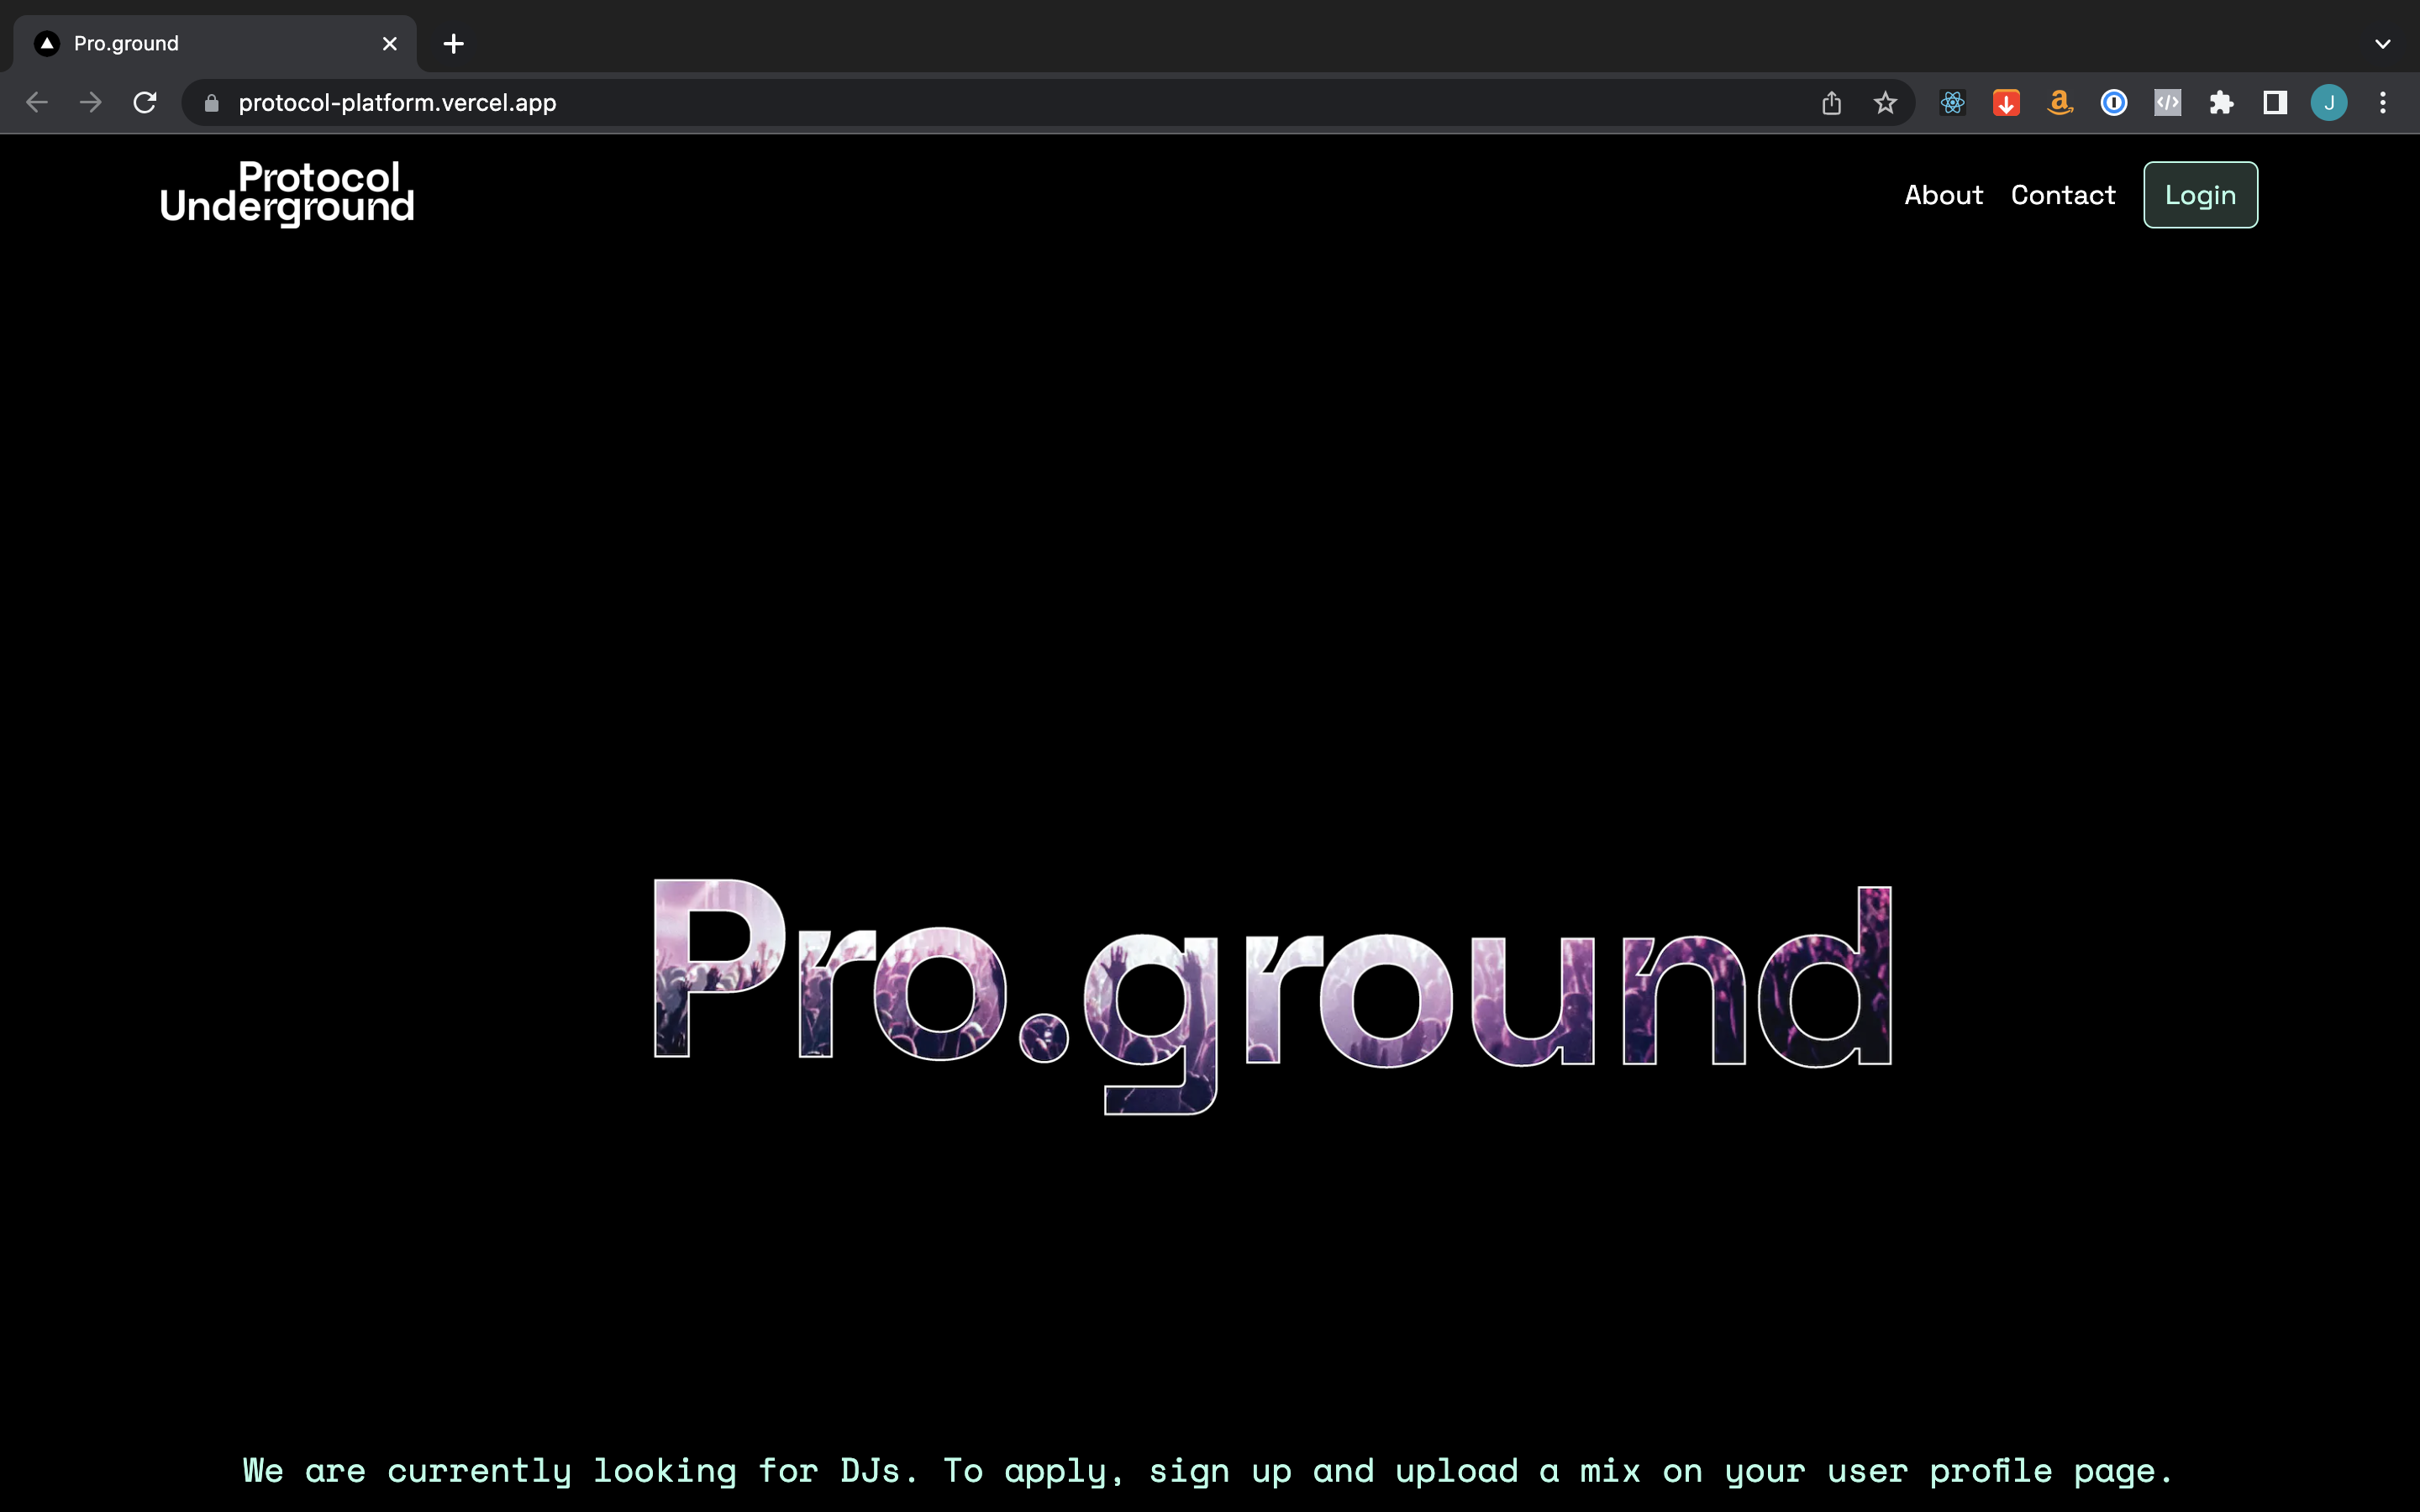 Pro.ground
protocol-platform.vercel.app
J
Protocol
Underground
About Contact Login
Pro.ground
We are currently looking for DJs. To apply, sign up and upload a mix on your user profile page.